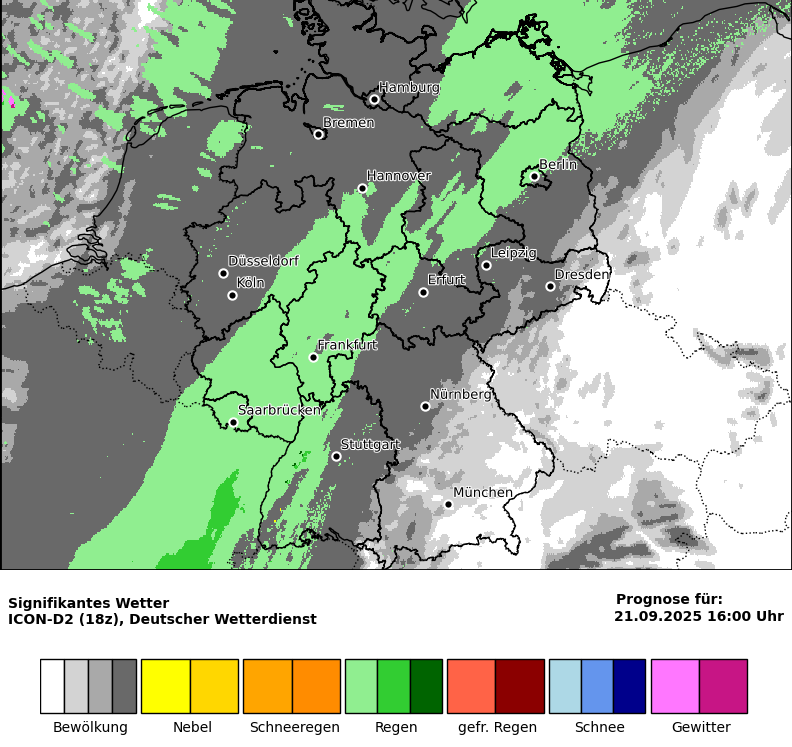 Hamburg
Bremen
Berlin
Hannover
Leipzig
Düsseldorf
Dresden
Köln
Erfurt
Frankfurt
Nürnberg
Saarbrücken
Stuttgart
München
Signifikantes Wetter
ICON-D2 (18z), Deutscher Wetterdienst
Prognose für:
21.09.2025 16:00 Uhr
Bewölkung Nebel Schneeregen Regen gefr. Regen Schnee Gewitter